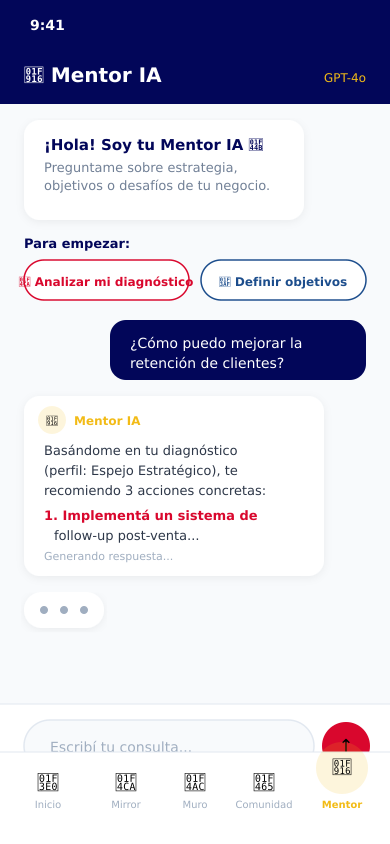 9:41
Mentor IA
GPT-4o
¡Hola! Soy tu Mentor IA
Preguntame sobre estrategia,
objetivos o desafíos de tu negocio.
Para empezar:
Analizar mi diagnóstico
Definir objetivos
¿Cómo puedo mejorar la
retención de clientes?
Mentor IA
Basándome en tu diagnóstico
(perfil: Espejo Estratégico), te
recomiendo 3 acciones concretas:
1. Implementá un sistema de
follow-up post-venta...
Generando respuesta...
Escribí tu consulta...
↑
Inicio
Mirror
Muro
Comunidad
Mentor